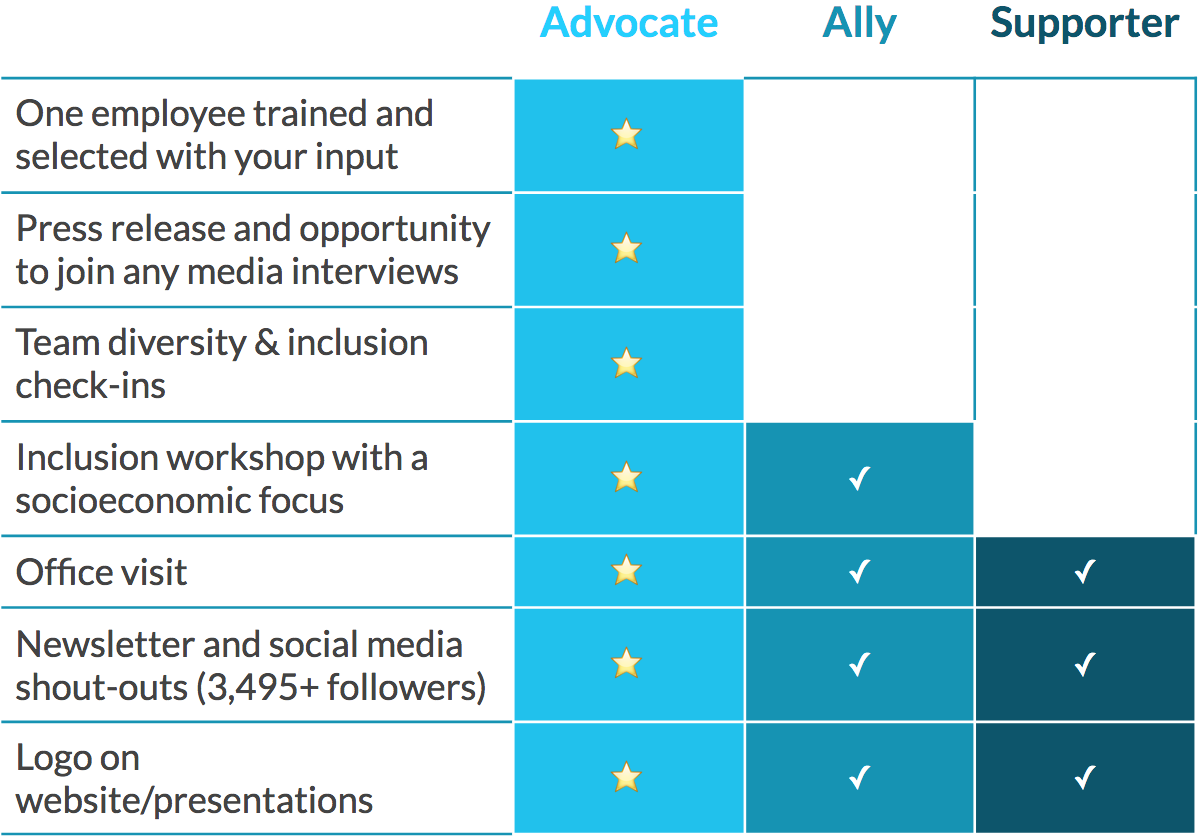 Advocate Ally Supporter
One employee trained and
selected with your input
Press release and opportunity
to join any media interviews
Team diversity & inclusion
check-ins
Inclusion workshop with a
socioeconomic focus
Office visit
Newsletter and social media
shout-outs (3,495+ followers)
Logo on
website/presentations